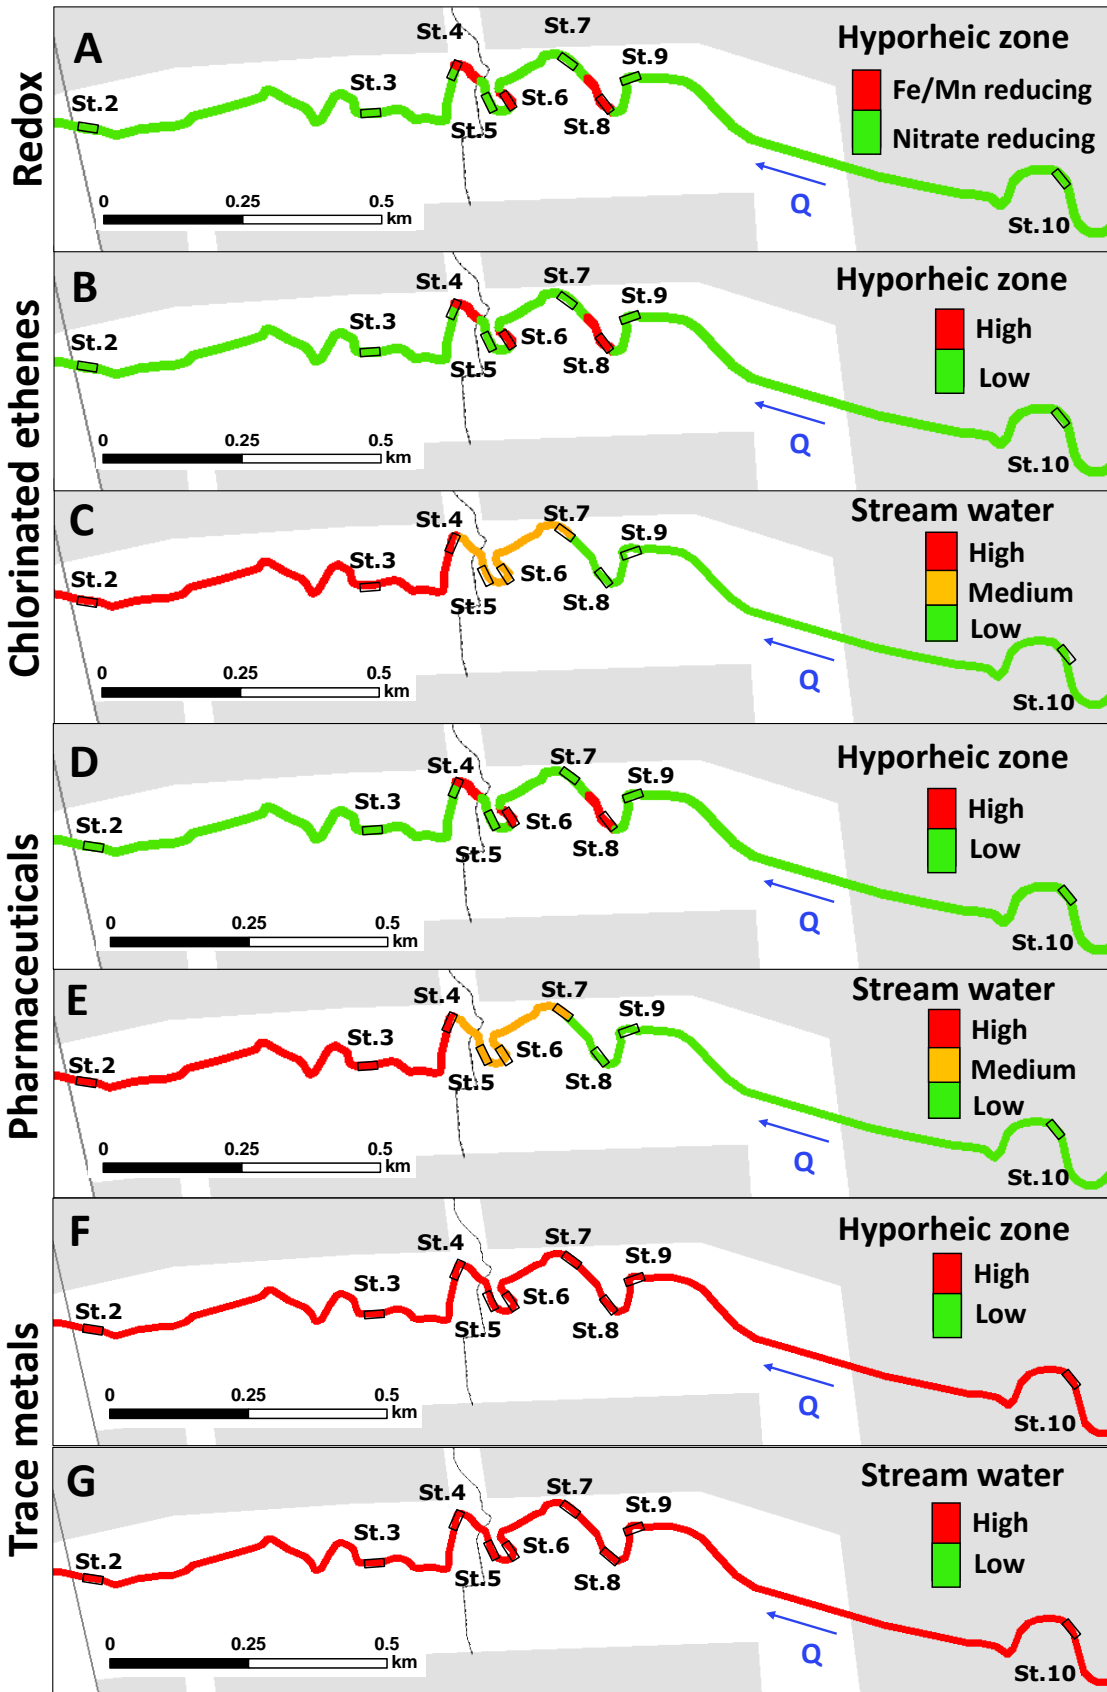 Redox
A
St.4
St.7
Hyporheic zone
St.9
St.3
St.2
St.6
St.5
St.8
Fe/Mn reducing
Nitrate reducing
Q
St.10
0 0.25 0.5
km
Chlorinated ethenes
B
St.4
St.7
Hyporheic zone
St.9
St.3
St.2
St.6
St.5
St.8
High
Low
Q
St.10
0 0.25 0.5
km
C
St.4
St.7
Stream water
St.9
St.3
St.2
St.6
St.5
St.8
High
Medium
Low
Q
St.10
0 0.25 0.5
km
Pharmaceuticals
D
St.4
St.7
Hyporheic zone
St.9
St.3
St.2
St.6
St.5
St.8
High
Low
Q
St.10
0 0.25 0.5
km
E
St.4
St.7
Stream water
St.9
St.3
St.2
St.6
St.5
St.8
High
Medium
Low
Q
St.10
0 0.25 0.5
km
Trace metals
F
St.4
St.7
Hyporheic zone
St.9
St.3
St.2
St.6
St.5
St.8
High
Low
Q
St.10
0 0.25 0.5
km
G
St.4
St.7
Stream water
St.9
St.3
St.2
St.6
St.5
St.8
High
Low
Q
St.10
0 0.25 0.5
km